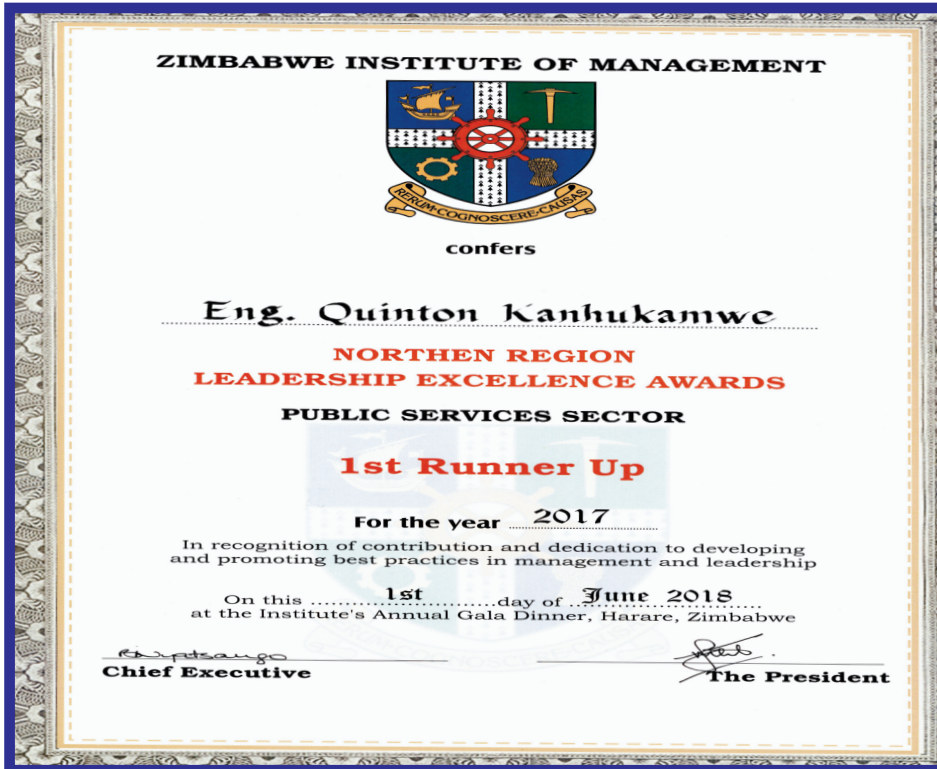 ZIMBABWE INSTITUTE OF MANAGEMENT
RERUM·COGNOSCERE·CAUSAS
confers
Eng. Quinton Kanhukamwe
NORTHEN REGION
LEADERSHIP EXCELLENCE AWARDS
PUBLIC SERVICES SECTOR
1st Runner Up
For the year 2017
In recognition of contribution and dedication to developing
and promoting best practices in management and leadership
On this 1st day of June 2018
at the Institute's Annual Gala Dinner, Harare, Zimbabwe
Chief Executive
The President